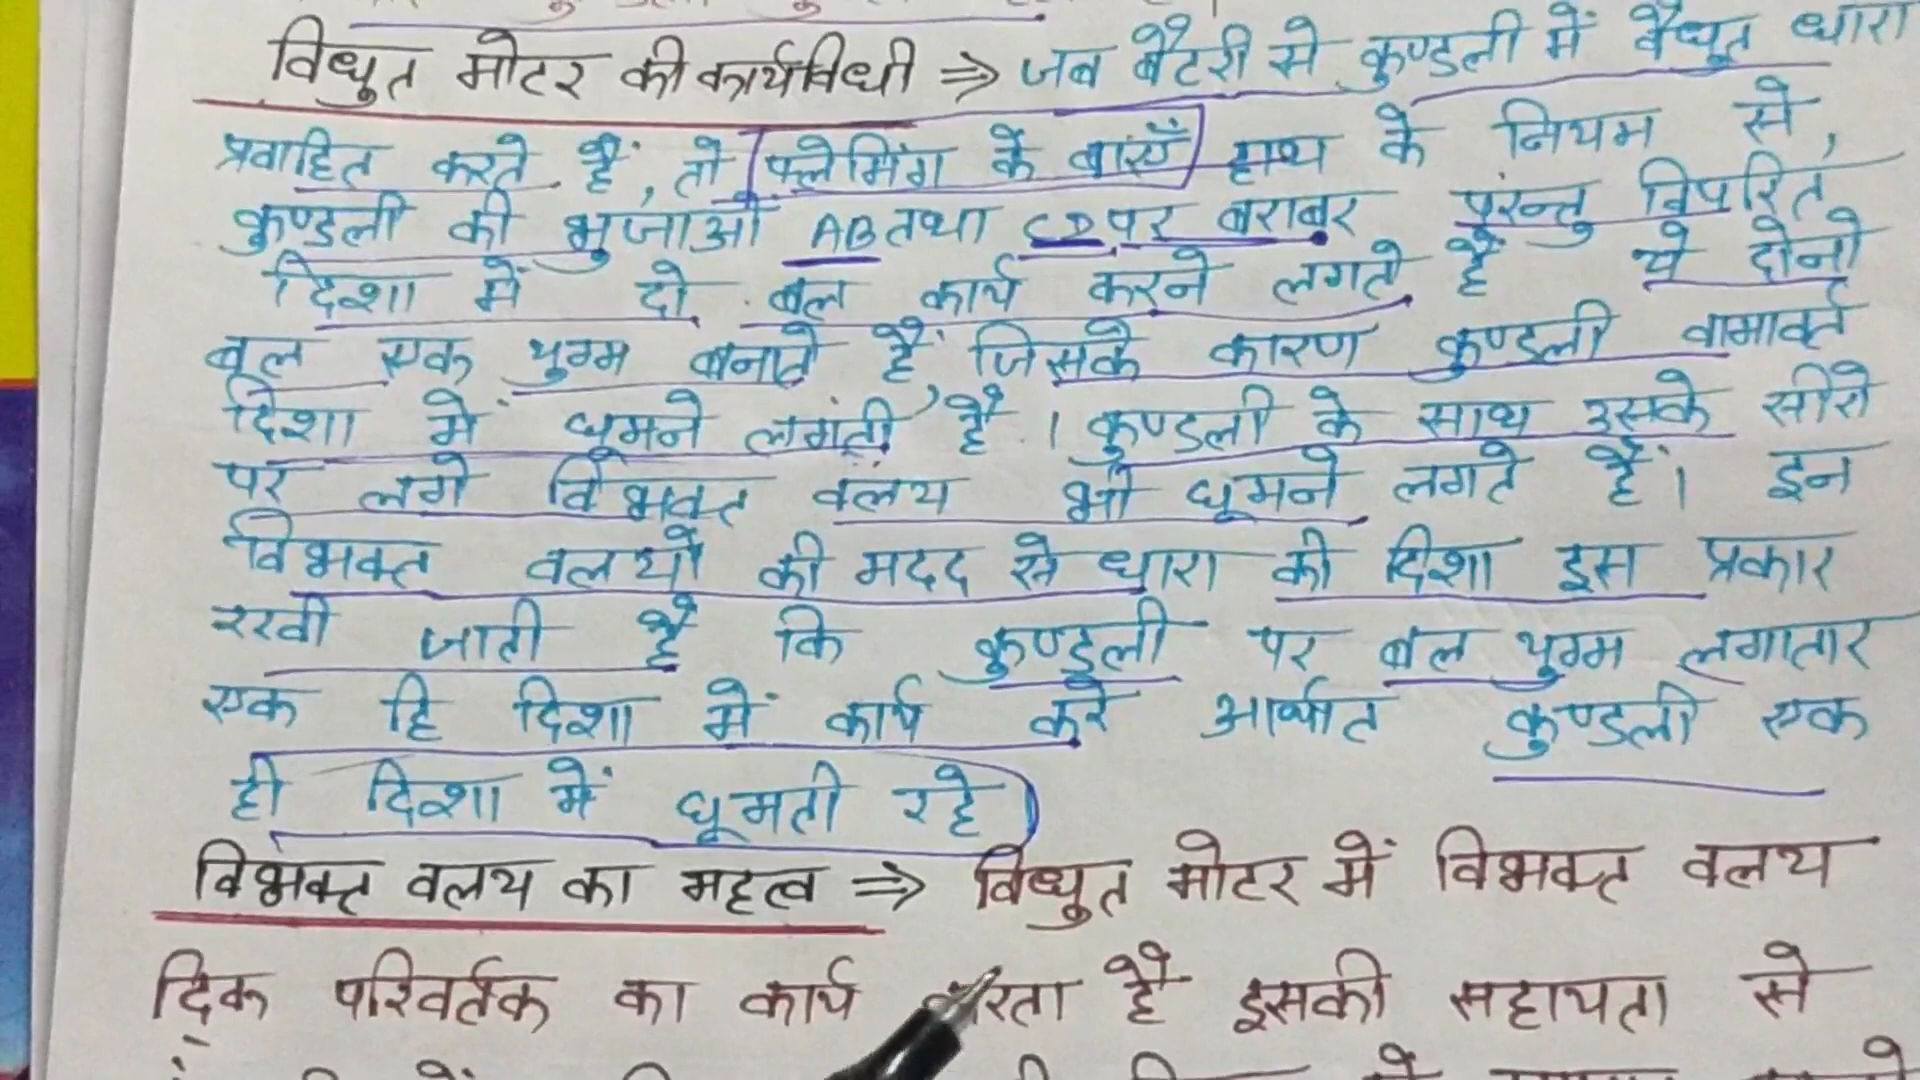 विधुत मोटर की कार्यविधी ⇒ जब बैटरी से कुण्डली में वैधुत धारा
प्रवाहित करते हैं, तो फ्लेमिंग के बाएँ हाथ के नियम से,
कुण्डली की भुजाओं AB तथा CD पर बराबर परंन्तु विपरित
दिशा में दो बल कार्य करने लगते है ये दोनो
बल एक युग्म बनाते हैं जिसके कारण कुण्डली वामावर्त
दिशा में घूमने लगंती है । कुण्डली के साथ उसके सीरो
पर लगे विभक्त वलय भी घूमने लगते हैं। इन
विभक्त वलयों की मदद से धारा की दिशा इस प्रकार
रखी जाती है कि कुण्डली पर बल युग्म लगातार
एक हि दिशा में कार्य करे आर्थात कुण्डली एक
ही दिशा में घूमती रहे
विभक्त वलय का महत्व ⇒ विधुत मोटर में विभक्त वलय
दिक परिवर्तक का कार्य करता है इसकी सहायता से